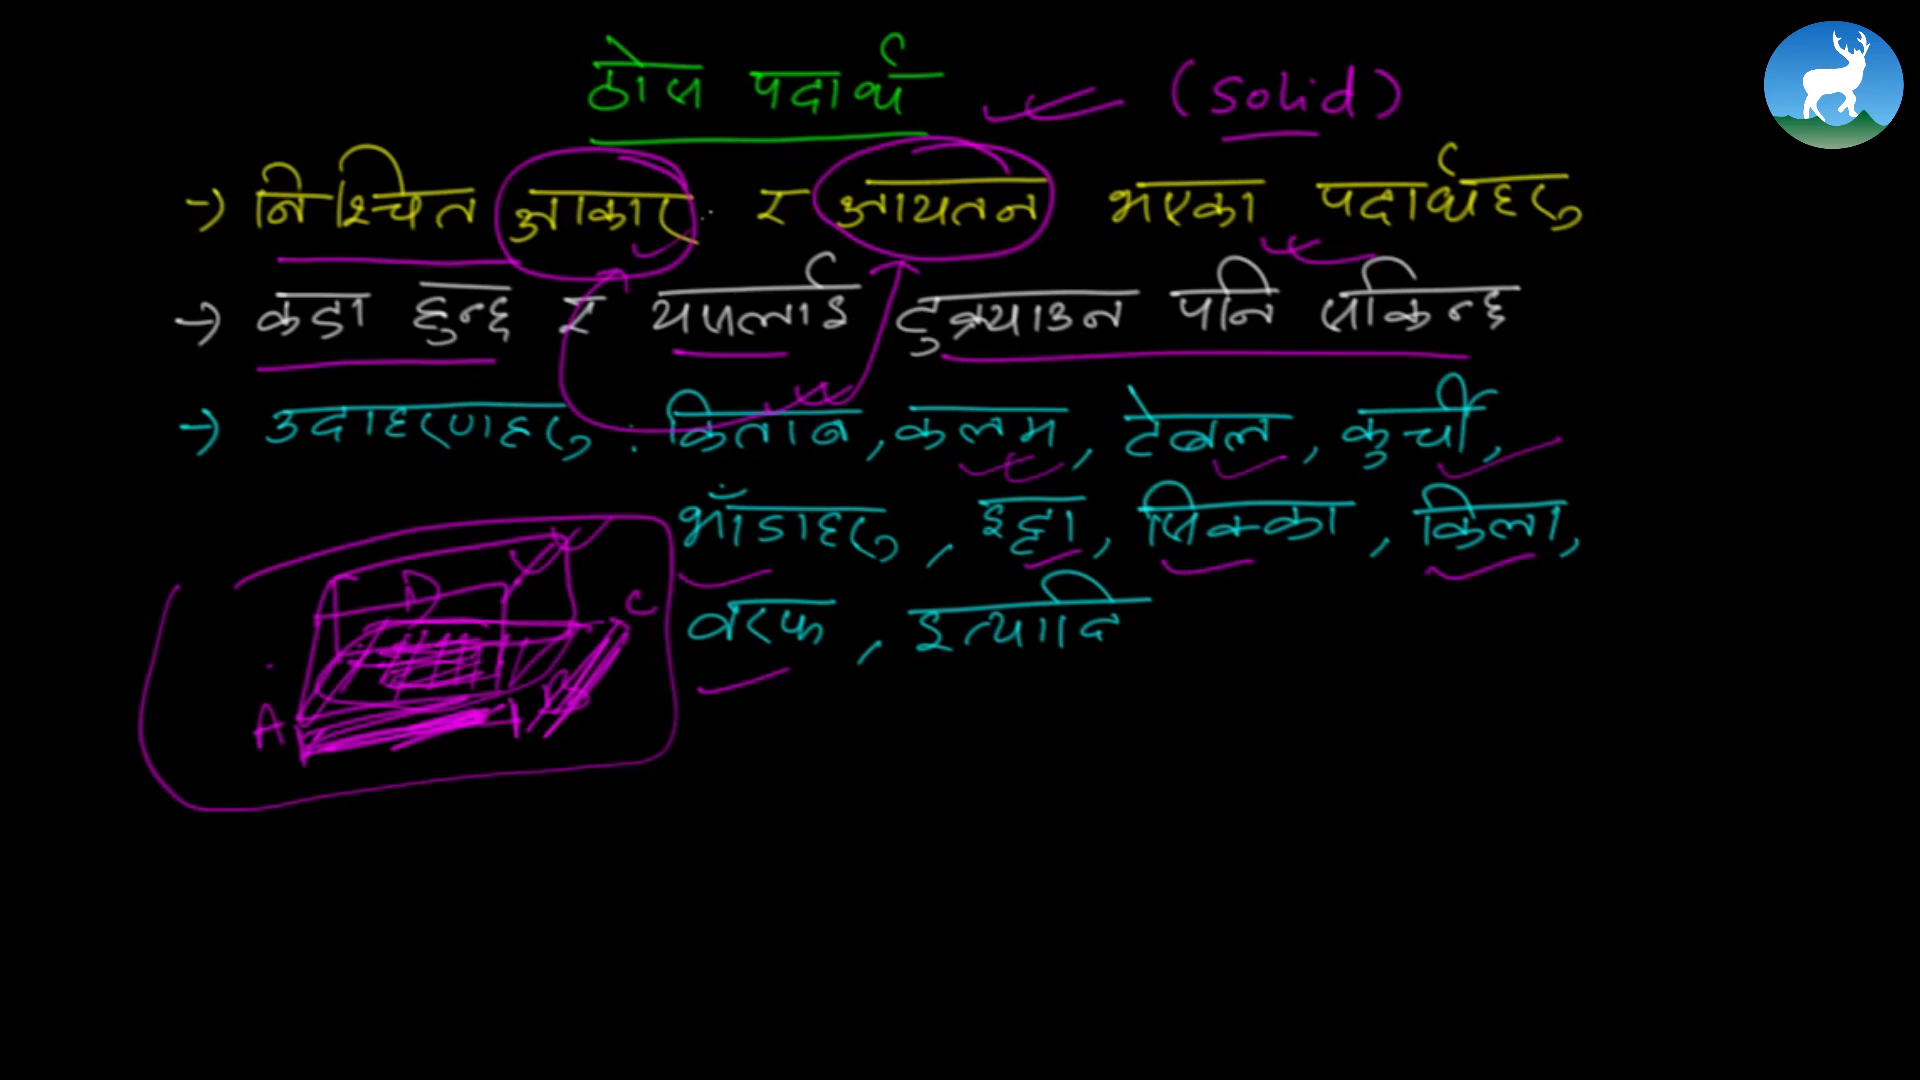 ठोस पदार्थ (Solid)
→ निश्चित आकार र आयतन भएका पदार्थहरु
→ कडा हुन्छ र यसलाई टुक्र्याउन पनि सकिन्छ
→ उदाहरणहरु : किताब, कलम, टेबल, कुर्ची,
भाँडाहरु, इट्टा, सिक्का, किला,
बरफ, इत्यादि
D
C
A
B